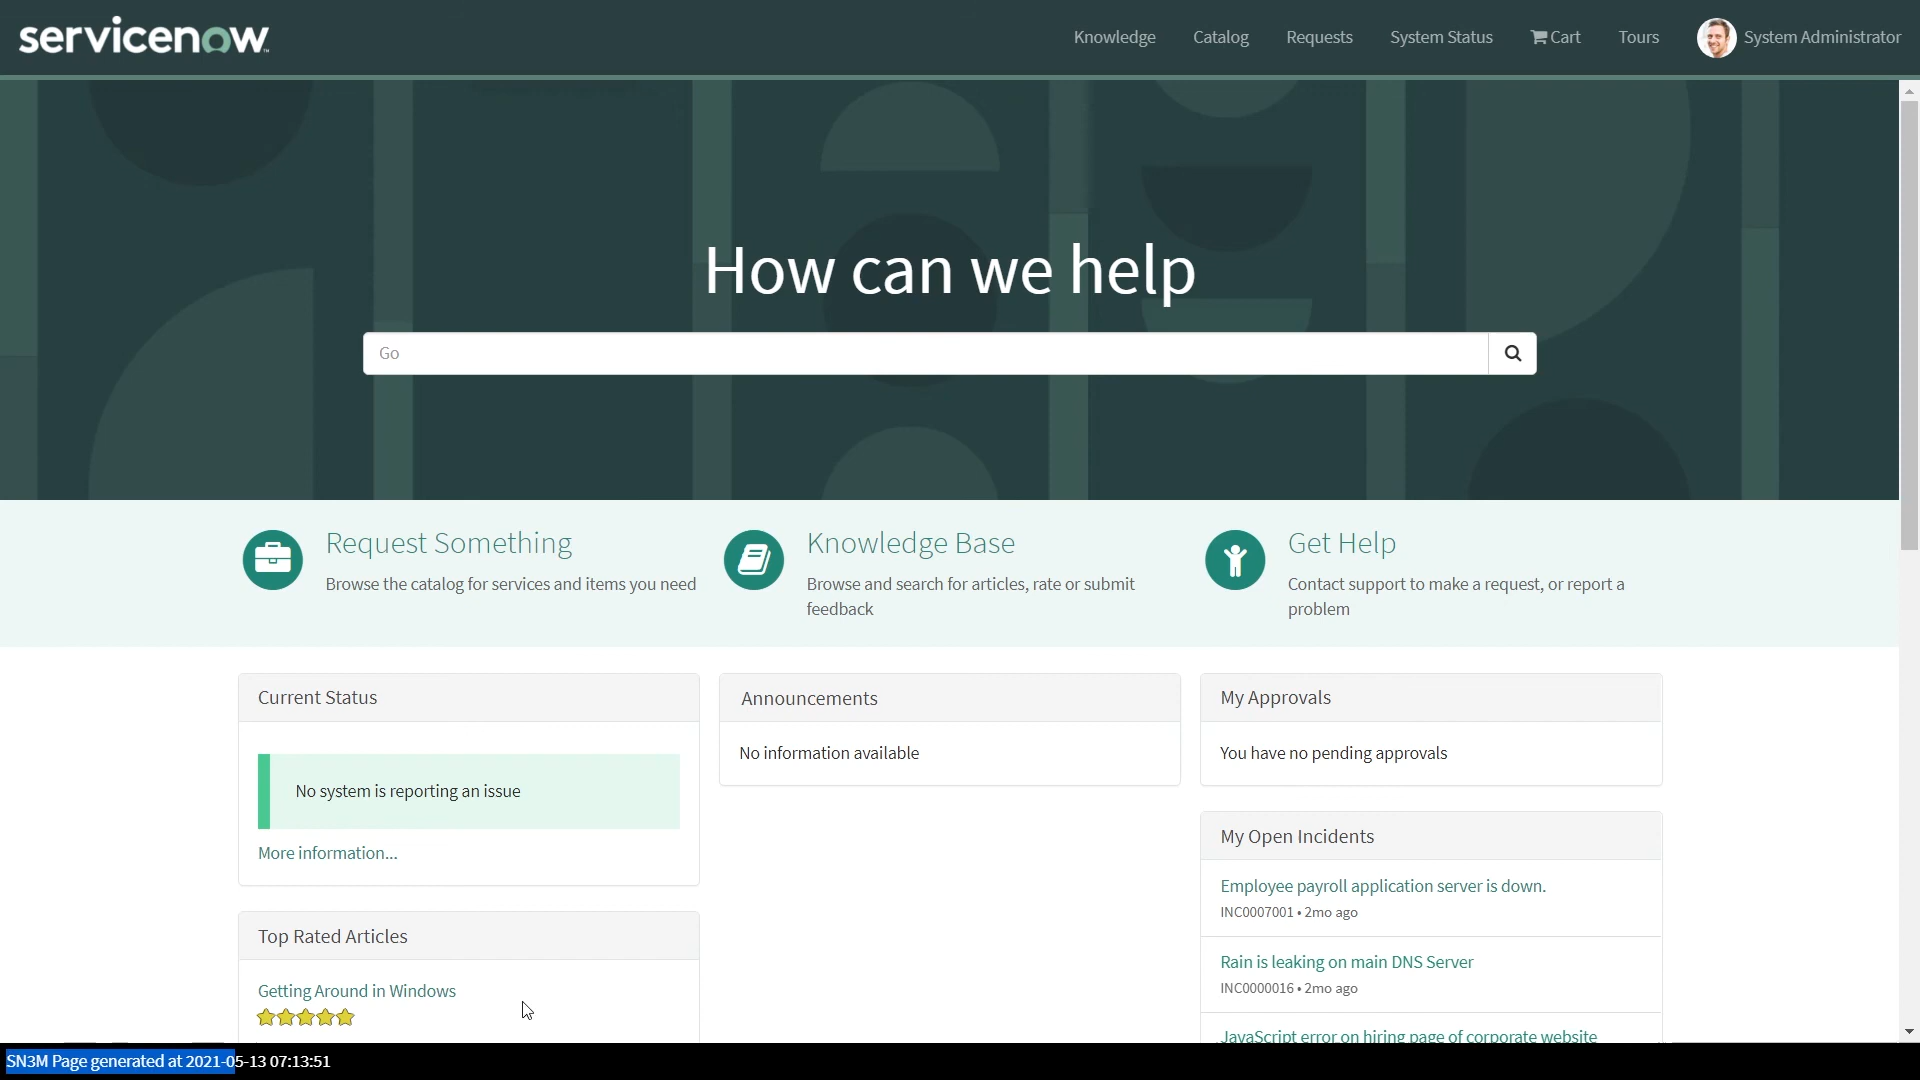 servicenow
Knowledge
Catalog
Requests
System Status
Cart
Tours
System Administrator
How can we help
Go
Request Something
Browse the catalog for services and items you need
Knowledge Base
Browse and search for articles, rate or submit
feedback
Get Help
Contact support to make a request, or report a
problem
Current Status
No system is reporting an issue
More information...
Top Rated Articles
Getting Around in Windows
Announcements
No information available
My Approvals
You have no pending approvals
My Open Incidents
Employee payroll application server is down.
INC0007001 • 2mo ago
Rain is leaking on main DNS Server
INC0000016 • 2mo ago
JavaScript error on hiring page of corporate website
SN3M Page generated at 2021-05-13 07:13:51